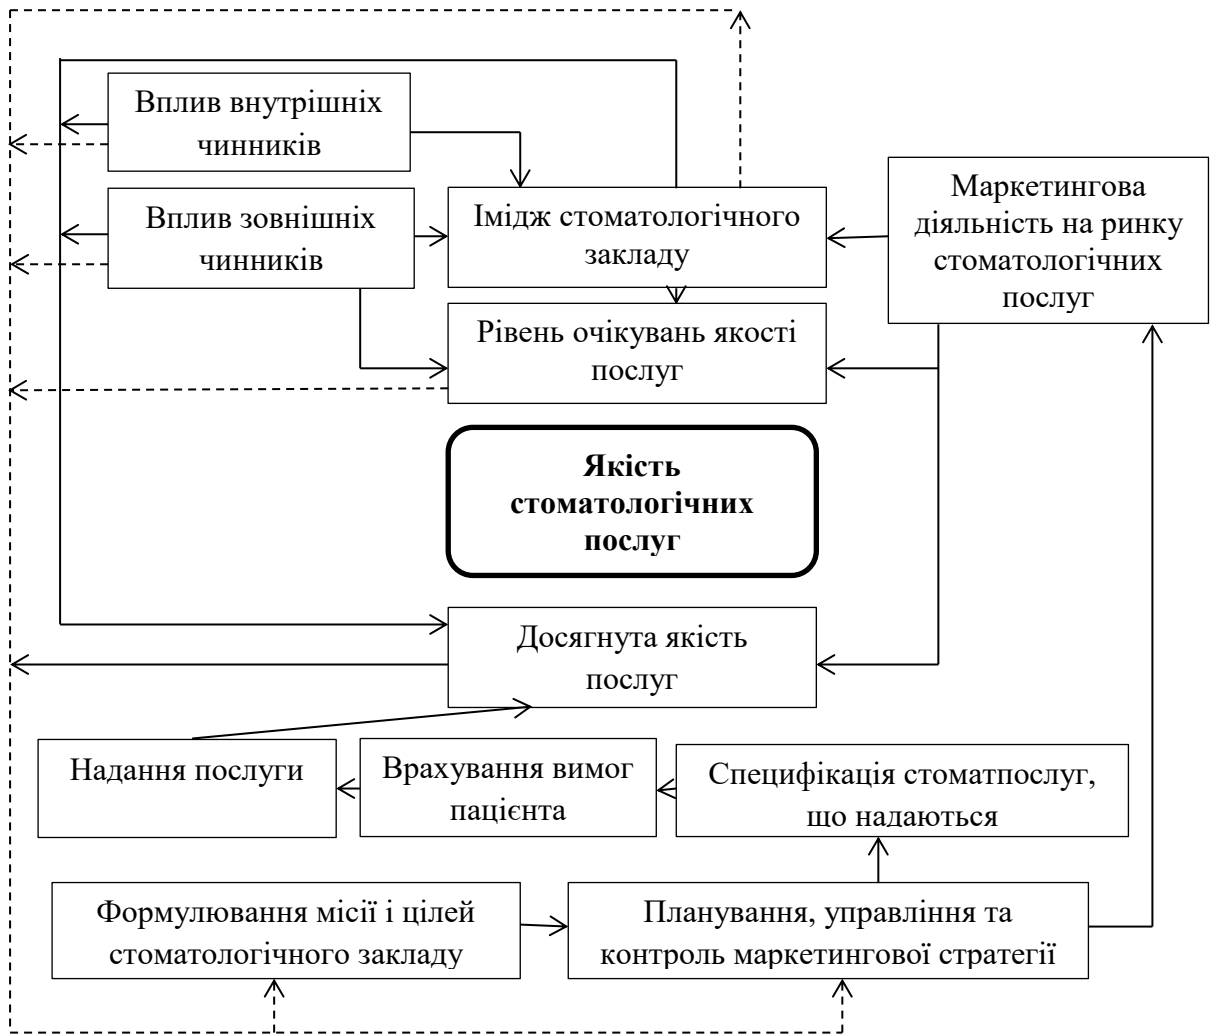 Вплив внутрішніх
чинників
Вплив зовнішніх
чинників
Імідж стоматологічного
закладу
Маркетингова
діяльність на ринку
стоматологічних
послуг
Рівень очікувань якості
послуг
Якість
стоматологічних
послуг
Досягнута якість
послуг
Надання послуги
Врахування вимог
пацієнта
Специфікація стоматпослуг,
що надаються
Формулювання місії і цілей
стоматологічного закладу
Планування, управління та
контроль маркетингової стратегії